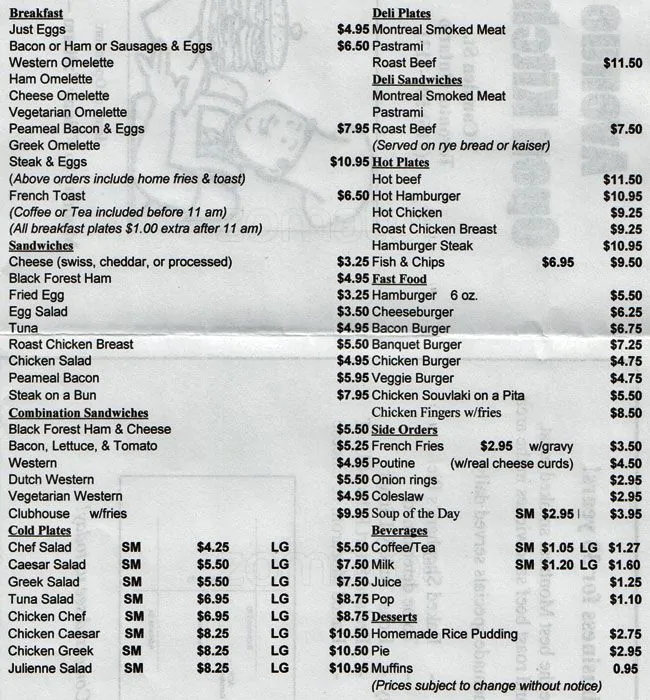 Breakfast
Just Eggs $4.95
Bacon or Ham or Sausages & Eggs $6.50
Western Omelette
Ham Omelette
Cheese Omelette
Vegetarian Omelette
Peameal Bacon & Eggs $7.95
Greek Omelette
Steak & Eggs $10.95
(Above orders include home fries & toast)
French Toast $6.50
(Coffee or Tea included before 11 am)
(All breakfast plates $1.00 extra after 11 am)
Sandwiches
Cheese (swiss, cheddar, or processed) $3.25
Black Forest Ham $4.95
Fried Egg $3.25
Egg Salad $3.50
Tuna $4.95
Roast Chicken Breast $5.50
Chicken Salad $4.95
Peameal Bacon $5.95
Steak on a Bun $7.95
Combination Sandwiches
Black Forest Ham & Cheese $5.50
Bacon, Lettuce, & Tomato $5.25
Western $4.95
Dutch Western $5.50
Vegetarian Western $4.95
Clubhouse w/fries $9.95
Cold Plates
Chef Salad SM $4.25 LG $5.50
Caesar Salad SM $5.50 LG $7.50
Greek Salad SM $5.50 LG $7.50
Tuna Salad SM $6.95 LG $8.75
Chicken Chef SM $6.95 LG $8.75
Chicken Caesar SM $8.25 LG $10.50
Chicken Greek SM $8.25 LG $10.50
Julienne Salad SM $8.25 LG $10.95
Deli Plates
Montreal Smoked Meat
Pastrami
Roast Beef $11.50
Deli Sandwiches
Montreal Smoked Meat
Pastrami
Roast Beef $7.50
(Served on rye bread or kaiser)
Hot Plates
Hot beef $11.50
Hot Hamburger $10.95
Hot Chicken $9.25
Roast Chicken Breast $9.25
Hamburger Steak $10.95
Fish & Chips $6.95 $9.50
Fast Food
Hamburger 6 oz. $5.50
Cheeseburger $6.25
Bacon Burger $6.75
Banquet Burger $7.25
Chicken Burger $4.75
Veggie Burger $4.75
Chicken Souvlaki on a Pita $5.50
Chicken Fingers w/fries $8.50
Side Orders
French Fries $2.95 w/gravy $3.50
Poutine (w/real cheese curds) $4.50
Onion rings $2.95
Coleslaw $2.95
Soup of the Day SM $2.95 $3.95
Beverages
Coffee/Tea SM $1.05 LG $1.27
Milk SM $1.20 LG $1.60
Juice $1.25
Pop $1.10
Desserts
Homemade Rice Pudding $2.75
Pie $2.95
Muffins 0.95
(Prices subject to change without notice)